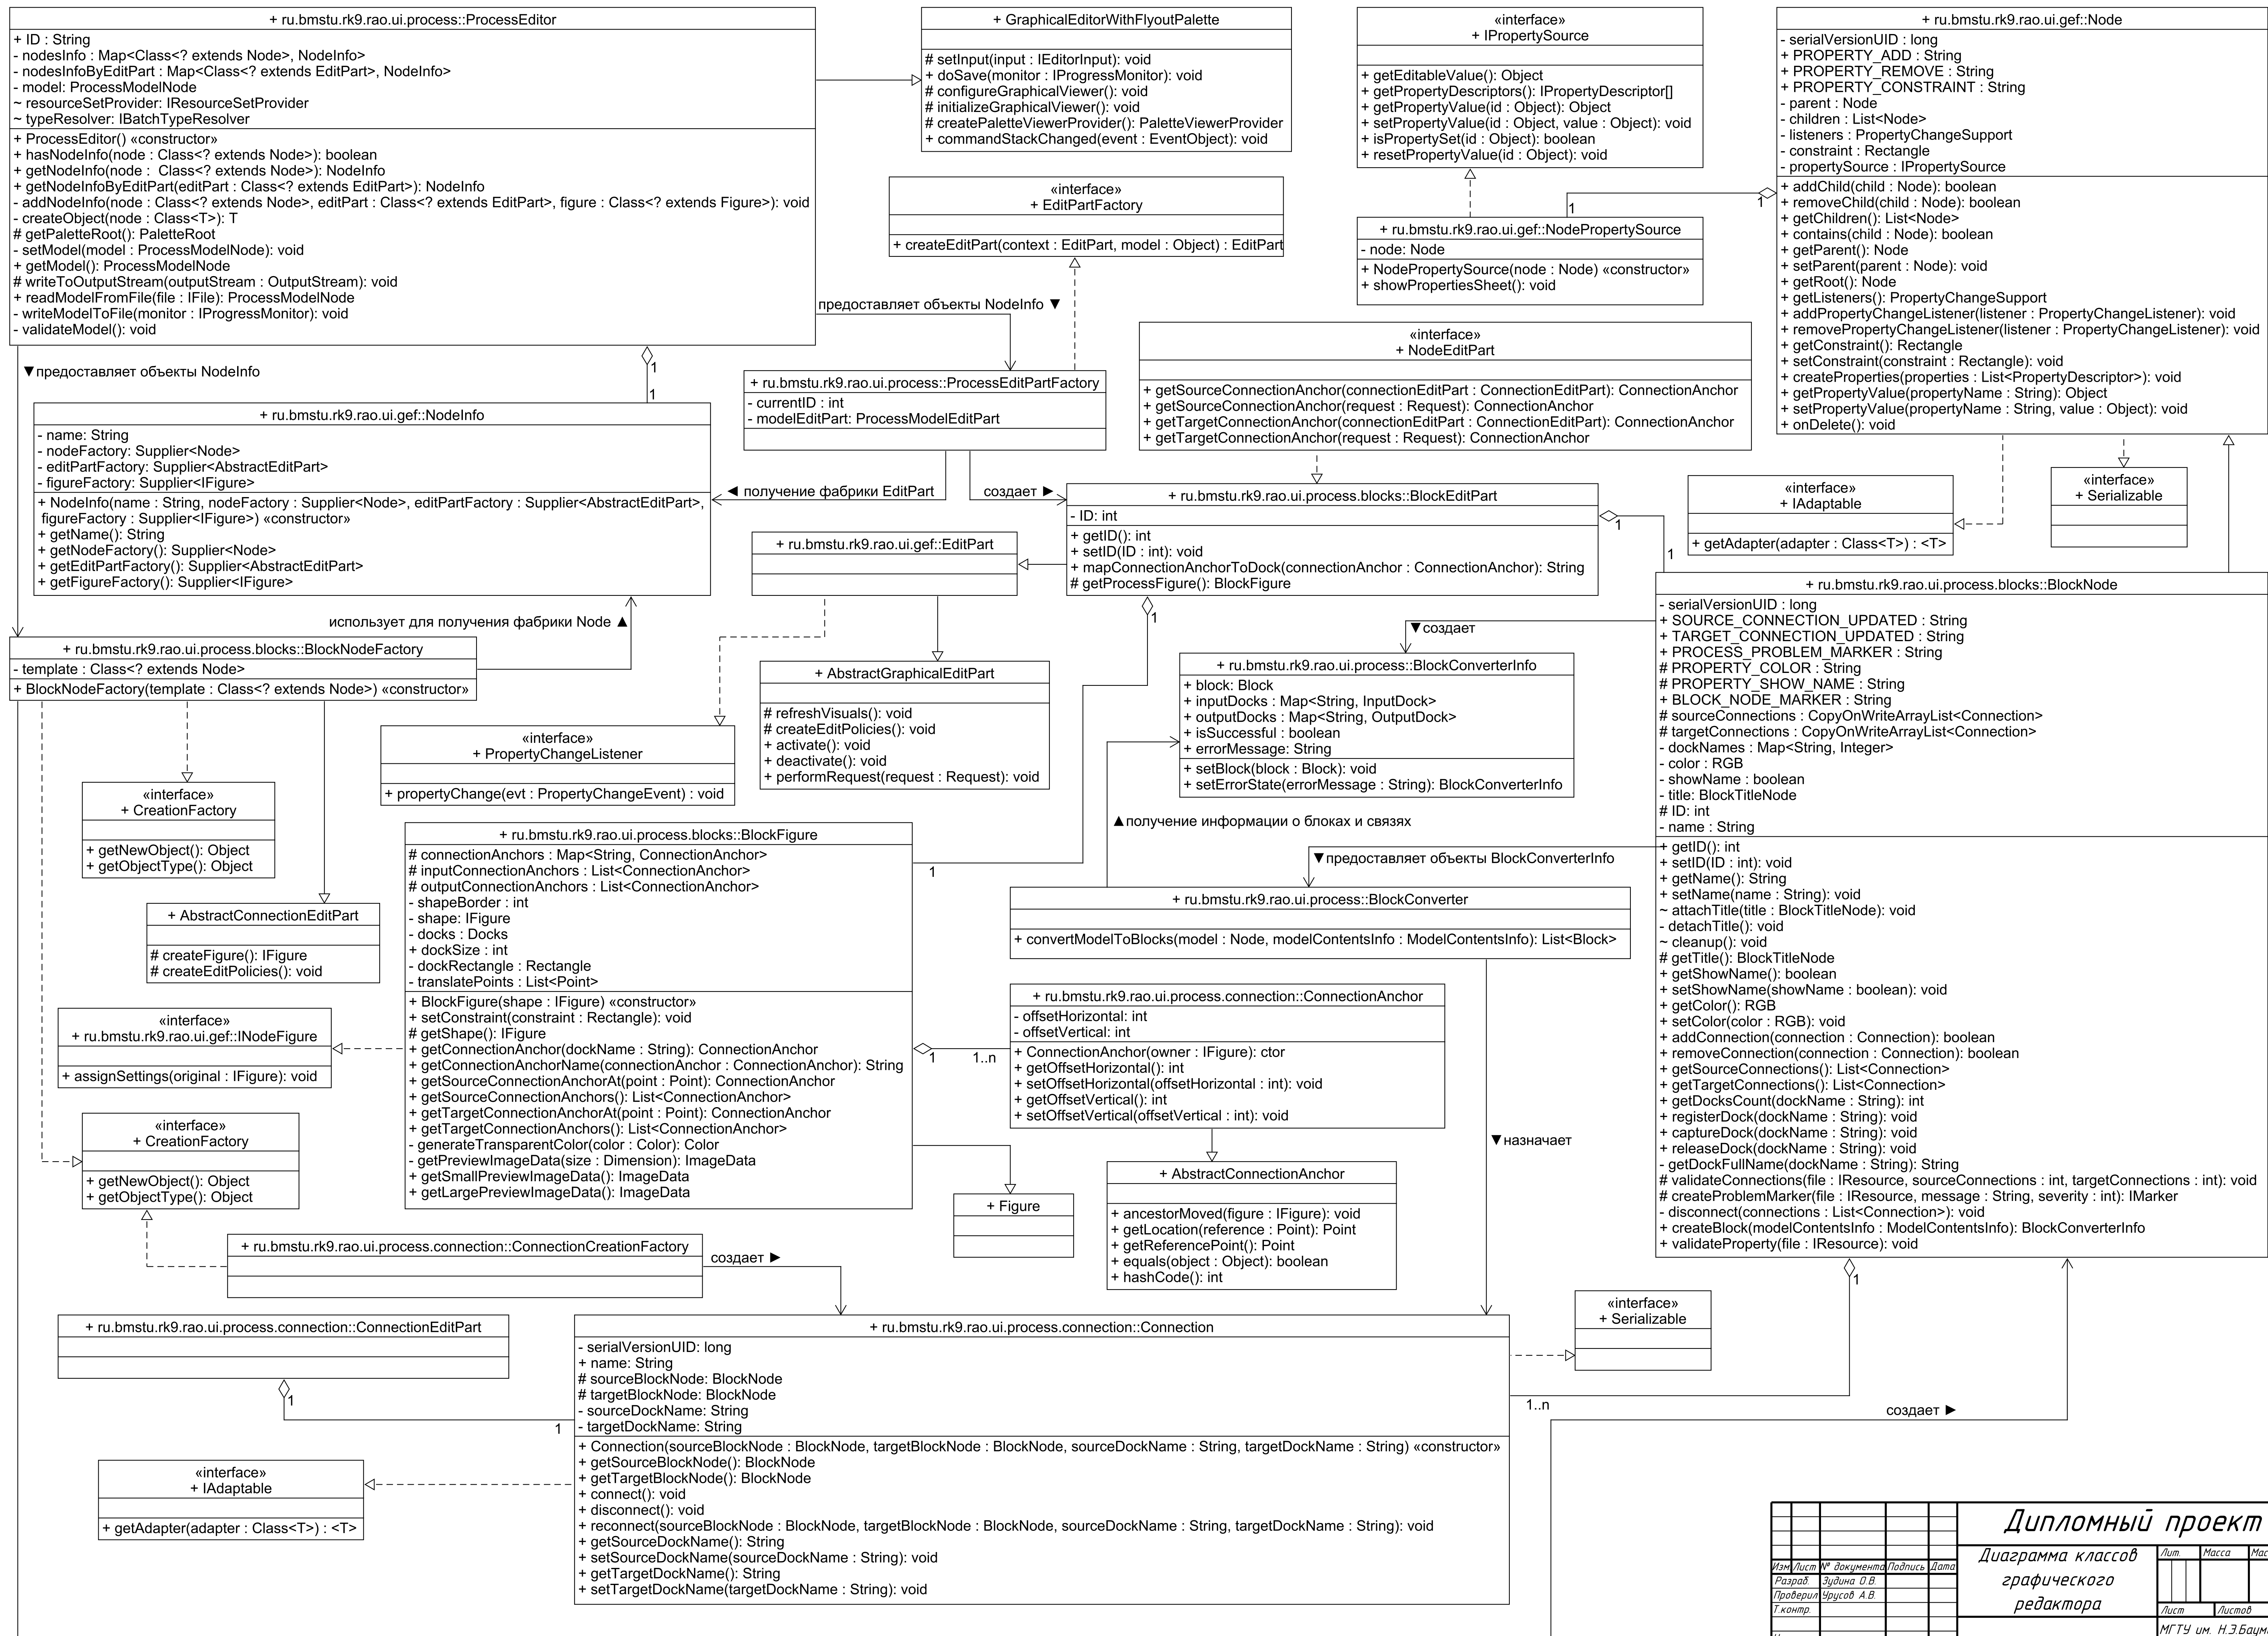 + ru.bmstu.rk9.rao.ui.process::ProcessEditor
+ ID : String
- nodesInfo : Map<Class<? extends Node>, NodeInfo>
- nodesInfoByEditPart : Map<Class<? extends EditPart>, NodeInfo>
- model: ProcessModelNode
~ resourceSetProvider: IResourceSetProvider
~ typeResolver: IBatchTypeResolver
+ ProcessEditor() «constructor»
+ hasNodeInfo(node : Class<? extends Node>): boolean
+ getNodeInfo(node :  Class<? extends Node>): NodeInfo
+ getNodeInfoByEditPart(editPart : Class<? extends EditPart>): NodeInfo
- addNodeInfo(node : Class<? extends Node>, editPart : Class<? extends EditPart>, figure : Class<? extends Figure>): void
- createObject(node : Class<T>): T
# getPaletteRoot(): PaletteRoot
- setModel(model : ProcessModelNode): void
+ getModel(): ProcessModelNode
# writeToOutputStream(outputStream : OutputStream): void
+ readModelFromFile(file : IFile): ProcessModelNode
- writeModelToFile(monitor : IProgressMonitor): void
- validateModel(): void
+ GraphicalEditorWithFlyoutPalette
# setInput(input : IEditorInput): void
+ doSave(monitor : IProgressMonitor): void
# configureGraphicalViewer(): void
# initializeGraphicalViewer(): void
# createPaletteViewerProvider(): PaletteViewerProvider
+ commandStackChanged(event : EventObject): void
«interface»
+ IPropertySource
+ getEditableValue(): Object
+ getPropertyDescriptors(): IPropertyDescriptor[]
+ getPropertyValue(id : Object): Object
+ setPropertyValue(id : Object, value : Object): void
+ isPropertySet(id : Object): boolean
+ resetPropertyValue(id : Object): void
+ ru.bmstu.rk9.rao.ui.gef::Node
- serialVersionUID : long
+ PROPERTY_ADD : String
+ PROPERTY_REMOVE : String
+ PROPERTY_CONSTRAINT : String
- parent : Node
- children : List<Node>
- listeners : PropertyChangeSupport
- constraint : Rectangle
- propertySource : IPropertySource
+ addChild(child : Node): boolean
+ removeChild(child : Node): boolean
+ getChildren(): List<Node>
+ contains(child : Node): boolean
+ getParent(): Node
+ setParent(parent : Node): void
+ getRoot(): Node
+ getListeners(): PropertyChangeSupport
+ addPropertyChangeListener(listener : PropertyChangeListener): void
+ removePropertyChangeListener(listener : PropertyChangeListener): void
+ getConstraint(): Rectangle
+ setConstraint(constraint : Rectangle): void
+ createProperties(properties : List<PropertyDescriptor>): void
+ getPropertyValue(propertyName : String): Object
+ setPropertyValue(propertyName : String, value : Object): void
+ onDelete(): void
«interface»
+ EditPartFactory
+ createEditPart(context : EditPart, model : Object) : EditPart
1
1
+ ru.bmstu.rk9.rao.ui.gef::NodePropertySource
- node: Node
+ NodePropertySource(node : Node) «constructor»
+ showPropertiesSheet(): void
предоставляет объекты NodeInfo ▼
«interface»
+ NodeEditPart
+ getSourceConnectionAnchor(connectionEditPart : ConnectionEditPart): ConnectionAnchor
+ getSourceConnectionAnchor(request : Request): ConnectionAnchor
+ getTargetConnectionAnchor(connectionEditPart : ConnectionEditPart): ConnectionAnchor
+ getTargetConnectionAnchor(request : Request): ConnectionAnchor
▼предоставляет объекты NodeInfo
1
1
+ ru.bmstu.rk9.rao.ui.process::ProcessEditPartFactory
- currentID : int
- modelEditPart: ProcessModelEditPart
+ ru.bmstu.rk9.rao.ui.gef::NodeInfo
- name: String
- nodeFactory: Supplier<Node>
- editPartFactory: Supplier<AbstractEditPart>
- figureFactory: Supplier<IFigure>
+ NodeInfo(name : String, nodeFactory : Supplier<Node>, editPartFactory : Supplier<AbstractEditPart>,
figureFactory : Supplier<IFigure>) «constructor»
+ getName(): String
+ getNodeFactory(): Supplier<Node>
+ getEditPartFactory(): Supplier<AbstractEditPart>
+ getFigureFactory(): Supplier<IFigure>
◄ получение фабрики EditPart
создает ►
+ ru.bmstu.rk9.rao.ui.process.blocks::BlockEditPart
- ID: int
+ getID(): int
+ setID(ID : int): void
+ mapConnectionAnchorToDock(connectionAnchor : ConnectionAnchor): String
# getProcessFigure(): BlockFigure
1
1
1
«interface»
+ IAdaptable
+ getAdapter(adapter : Class<T>) : <T>
«interface»
+ Serializable
+ ru.bmstu.rk9.rao.ui.gef::EditPart
использует для получения фабрики Node ▲
+ ru.bmstu.rk9.rao.ui.process.blocks::BlockNodeFactory
- template : Class<? extends Node>
+ BlockNodeFactory(template : Class<? extends Node>) «constructor»
+ AbstractGraphicalEditPart
# refreshVisuals(): void
# createEditPolicies(): void
+ activate(): void
+ deactivate(): void
+ performRequest(request : Request): void
«interface»
+ PropertyChangeListener
+ propertyChange(evt : PropertyChangeEvent) : void
▼создает
+ ru.bmstu.rk9.rao.ui.process::BlockConverterInfo
+ block: Block
+ inputDocks : Map<String, InputDock>
+ outputDocks : Map<String, OutputDock>
+ isSuccessful : boolean
+ errorMessage: String
+ setBlock(block : Block): void
+ setErrorState(errorMessage : String): BlockConverterInfo
+ ru.bmstu.rk9.rao.ui.process.blocks::BlockNode
- serialVersionUID : long
+ SOURCE_CONNECTION_UPDATED : String
+ TARGET_CONNECTION_UPDATED : String
+ PROCESS_PROBLEM_MARKER : String
# PROPERTY_COLOR : String
# PROPERTY_SHOW_NAME : String
+ BLOCK_NODE_MARKER : String
# sourceConnections : CopyOnWriteArrayList<Connection>
# targetConnections : CopyOnWriteArrayList<Connection>
- dockNames : Map<String, Integer>
- color : RGB
- showName : boolean
- title: BlockTitleNode
# ID: int
- name : String
+ getID(): int
+ setID(ID : int): void
+ getName(): String
+ setName(name : String): void
~ attachTitle(title : BlockTitleNode): void
- detachTitle(): void
~ cleanup(): void
# getTitle(): BlockTitleNode
+ getShowName(): boolean
+ setShowName(showName : boolean): void
+ getColor(): RGB
+ setColor(color : RGB): void
+ addConnection(connection : Connection): boolean
+ removeConnection(connection : Connection): boolean
+ getSourceConnections(): List<Connection>
+ getTargetConnections(): List<Connection>
+ getDocksCount(dockName : String): int
+ registerDock(dockName : String): void
+ captureDock(dockName : String): void
+ releaseDock(dockName : String): void
- getDockFullName(dockName : String): String
# validateConnections(file : IResource, sourceConnections : int, targetConnections : int): void
# createProblemMarker(file : IResource, message : String, severity : int): IMarker
- disconnect(connections : List<Connection>): void
+ createBlock(modelContentsInfo : ModelContentsInfo): BlockConverterInfo
+ validateProperty(file : IResource): void
«interface»
+ CreationFactory
+ getNewObject(): Object
+ getObjectType(): Object
+ AbstractConnectionEditPart
# createFigure(): IFigure
# createEditPolicies(): void
▲получение информации о блоках и связях
▼предоставляет объекты BlockConverterInfo
+ ru.bmstu.rk9.rao.ui.process::BlockConverter
+ convertModelToBlocks(model : Node, modelContentsInfo : ModelContentsInfo): List<Block>
+ ru.bmstu.rk9.rao.ui.process.blocks::BlockFigure
# connectionAnchors : Map<String, ConnectionAnchor>
# inputConnectionAnchors : List<ConnectionAnchor>
# outputConnectionAnchors : List<ConnectionAnchor>
- shapeBorder : int
- shape: IFigure
- docks : Docks
+ dockSize : int
- dockRectangle : Rectangle
- translatePoints : List<Point>
+ BlockFigure(shape : IFigure) «constructor»
+ setConstraint(constraint : Rectangle): void
# getShape(): IFigure
+ getConnectionAnchor(dockName : String): ConnectionAnchor
+ getConnectionAnchorName(connectionAnchor : ConnectionAnchor): String
+ getSourceConnectionAnchorAt(point : Point): ConnectionAnchor
+ getSourceConnectionAnchors(): List<ConnectionAnchor>
+ getTargetConnectionAnchorAt(point : Point): ConnectionAnchor
+ getTargetConnectionAnchors(): List<ConnectionAnchor>
- generateTransparentColor(color : Color): Color
- getPreviewImageData(size : Dimension): ImageData
+ getSmallPreviewImageData(): ImageData
+ getLargePreviewImageData(): ImageData
1
1
1..n
«interface»
+ ru.bmstu.rk9.rao.ui.gef::INodeFigure
+ assignSettings(original : IFigure): void
+ ru.bmstu.rk9.rao.ui.process.connection::ConnectionAnchor
- offsetHorizontal: int
- offsetVertical: int
+ ConnectionAnchor(owner : IFigure): ctor
+ getOffsetHorizontal(): int
+ setOffsetHorizontal(offsetHorizontal : int): void
+ getOffsetVertical(): int
+ setOffsetVertical(offsetVertical : int): void
«interface»
+ CreationFactory
+ getNewObject(): Object
+ getObjectType(): Object
▼назначает
+ AbstractConnectionAnchor
+ ancestorMoved(figure : IFigure): void
+ getLocation(reference : Point): Point
+ getReferencePoint(): Point
+ equals(object : Object): boolean
+ hashCode(): int
+ Figure
+ ru.bmstu.rk9.rao.ui.process.connection::ConnectionCreationFactory
создает ►
1
«interface»
+ Serializable
+ ru.bmstu.rk9.rao.ui.process.connection::ConnectionEditPart
1
1
+ ru.bmstu.rk9.rao.ui.process.connection::Connection
- serialVersionUID: long
+ name: String
# sourceBlockNode: BlockNode
# targetBlockNode: BlockNode
- sourceDockName: String
- targetDockName: String
+ Connection(sourceBlockNode : BlockNode, targetBlockNode : BlockNode, sourceDockName : String, targetDockName : String) «constructor»
+ getSourceBlockNode(): BlockNode
+ getTargetBlockNode(): BlockNode
+ connect(): void
+ disconnect(): void
+ reconnect(sourceBlockNode : BlockNode, targetBlockNode : BlockNode, sourceDockName : String, targetDockName : String): void
+ getSourceDockName(): String
+ setSourceDockName(sourceDockName : String): void
+ getTargetDockName(): String
+ setTargetDockName(targetDockName : String): void
1..n
создает ►
«interface»
+ IAdaptable
+ getAdapter(adapter : Class<T>) : <T>
Дипломный проект
Диаграмма классов
графического
редактора
Изм Лист № документа Подпись Дата
Разраб. Зудина О.В.
Проверил Урусов А.В.
Т.контр.
Лит. Масса
Лист Листов
МГТУ им. Н.Э.Баум